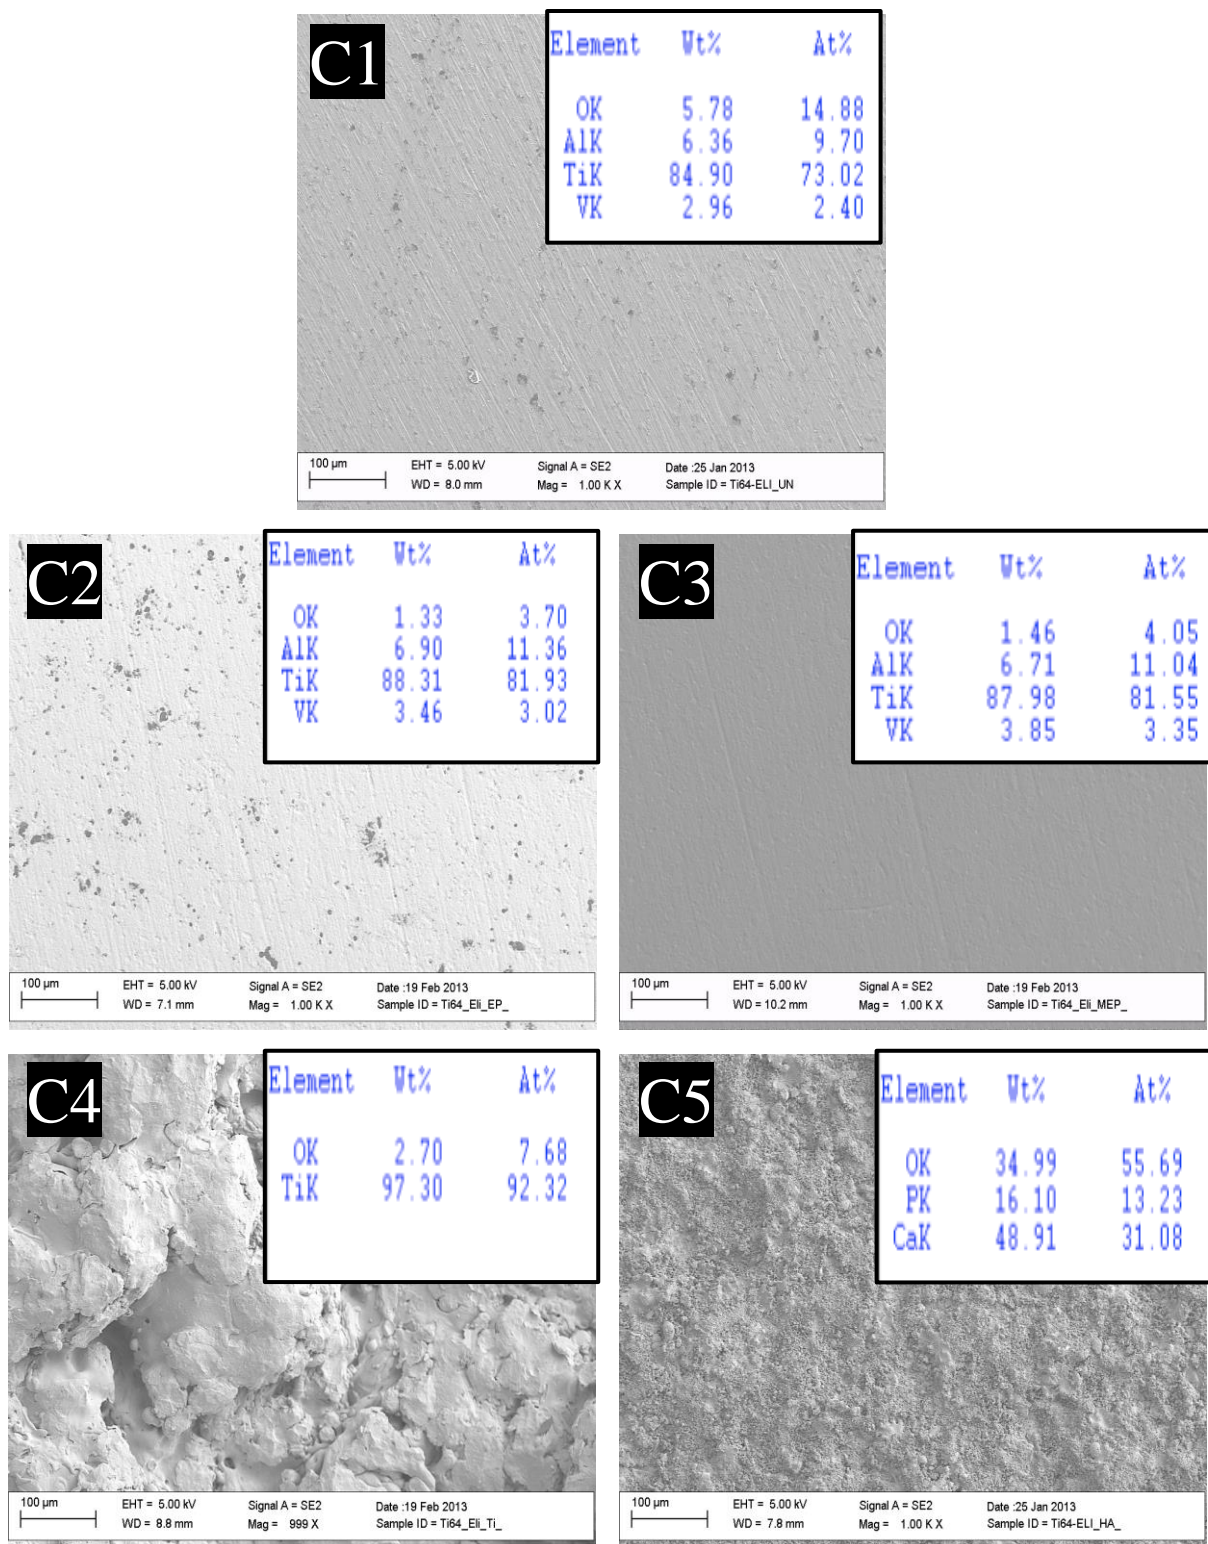 C1
Element Wt% At%
OK 5.78 14.88
AlK 6.36 9.70
TiK 84.90 73.02
VK 2.96 2.40
100 µm EHT = 5.00 kV Signal A = SE2 Date :25 Jan 2013
WD = 8.0 mm Mag = 1.00 K X Sample ID = Ti64-ELI_UN
C2
Element Wt% At%
OK 1.33 3.70
AlK 6.90 11.36
TiK 88.31 81.93
VK 3.46 3.02
100 µm EHT = 5.00 kV Signal A = SE2 Date :19 Feb 2013
WD = 7.1 mm Mag = 1.00 K X Sample ID = Ti64_Eli_EP_
C3
Element Wt% At%
OK 1.46 4.05
AlK 6.71 11.04
TiK 87.98 81.55
VK 3.85 3.35
100 µm EHT = 5.00 kV Signal A = SE2 Date :19 Feb 2013
WD = 10.2 mm Mag = 1.00 K X Sample ID = Ti64_Eli_MEP_
C4
Element Wt% At%
OK 2.70 7.68
TiK 97.30 92.32
100 µm EHT = 5.00 kV Signal A = SE2 Date :19 Feb 2013
WD = 8.8 mm Mag = 999 X Sample ID = Ti64_Eli_Ti_
C5
Element Wt% At%
OK 34.99 55.69
PK 16.10 13.23
CaK 48.91 31.08
100 µm EHT = 5.00 kV Signal A = SE2 Date :25 Jan 2013
WD = 7.8 mm Mag = 1.00 K X Sample ID = Ti64-ELI_HA_